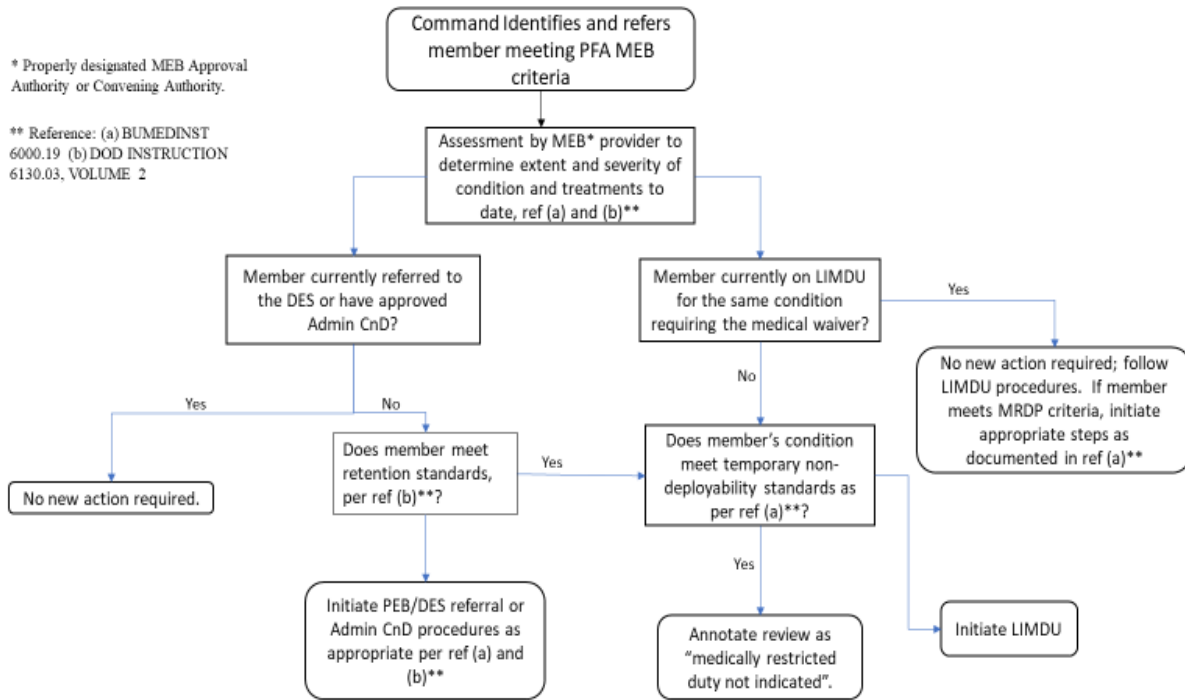 Command Identifies and refers
member meeting PFA MEB
criteria
* Properly designated MEB Approval
Authority or Convening Authority.
** Reference: (a) BUMEDINST
6000.19 (b) DOD INSTRUCTION
6130.03, VOLUME 2
Assessment by MEB* provider to
determine extent and severity of
condition and treatments to
date, ref (a) and (b)**
Member currently referred to
the DES or have approved
Admin CnD?
Member currently on LIMDU
for the same condition
requiring the medical waiver?
Yes
No new action required; follow
LIMDU procedures. If member
meets MRDP criteria, initiate
appropriate steps as
documented in ref (a)**
No
Yes
No
Does member meet
retention standards,
per ref (b)**?
Yes
Does member's condition
meet temporary non-
deployability standards as
per ref (a)**?
No new action required.
Yes
Initiate PEB/DES referral or
Admin CnD procedures as
appropriate per ref (a) and
(b)**
Annotate review as
“medically restricted
duty not indicated”.
Initiate LIMDU